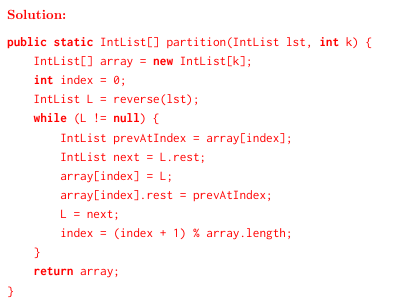 Solution:
public static IntList[] partition(IntList lst, int k) {
    IntList[] array = new IntList[k];
    int index = 0;
    IntList L = reverse(lst);
    while (L != null) {
        IntList prevAtIndex = array[index];
        IntList next = L.rest;
        array[index] = L;
        array[index].rest = prevAtIndex;
        L = next;
        index = (index + 1) % array.length;
    }
    return array;
}